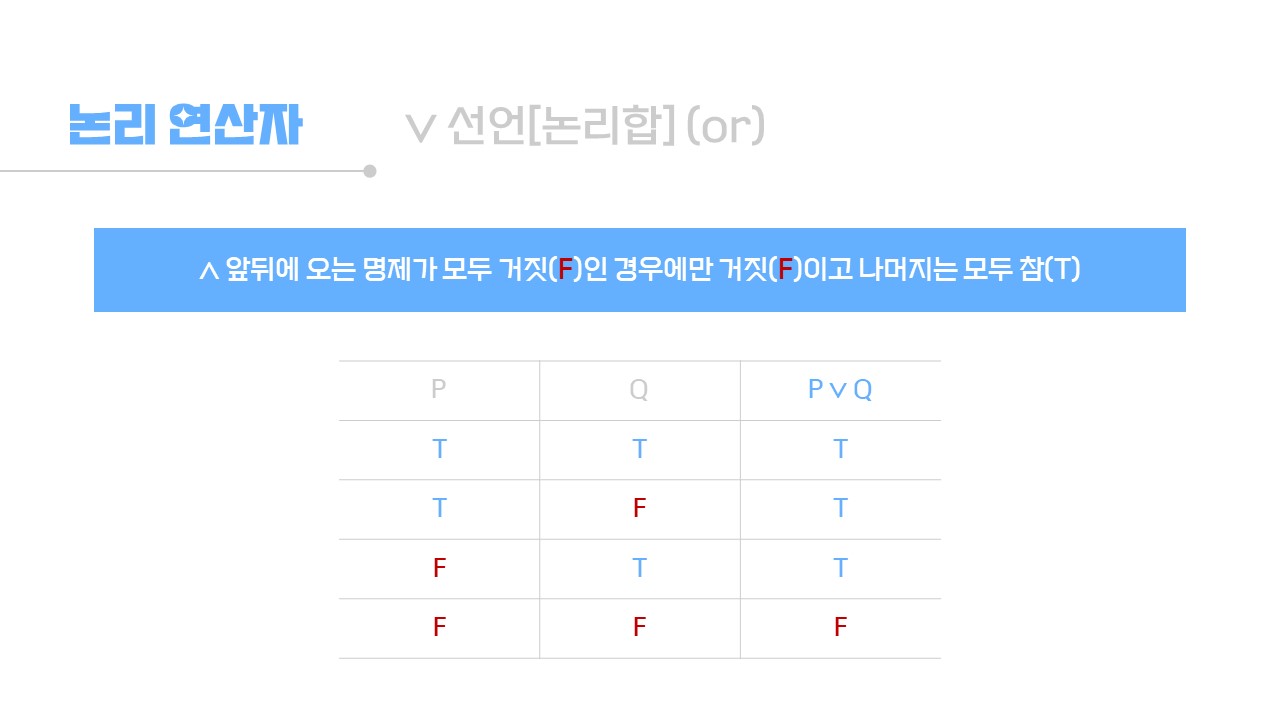 논리 연산자 ∨ 선언[논리합] (or)
∧ 앞뒤에 오는 명제가 모두 거짓(F)인 경우에만 거짓(F)이고 나머지는 모두 참(T)
P Q P ∨ Q
T T T
T F T
F T T
F F F